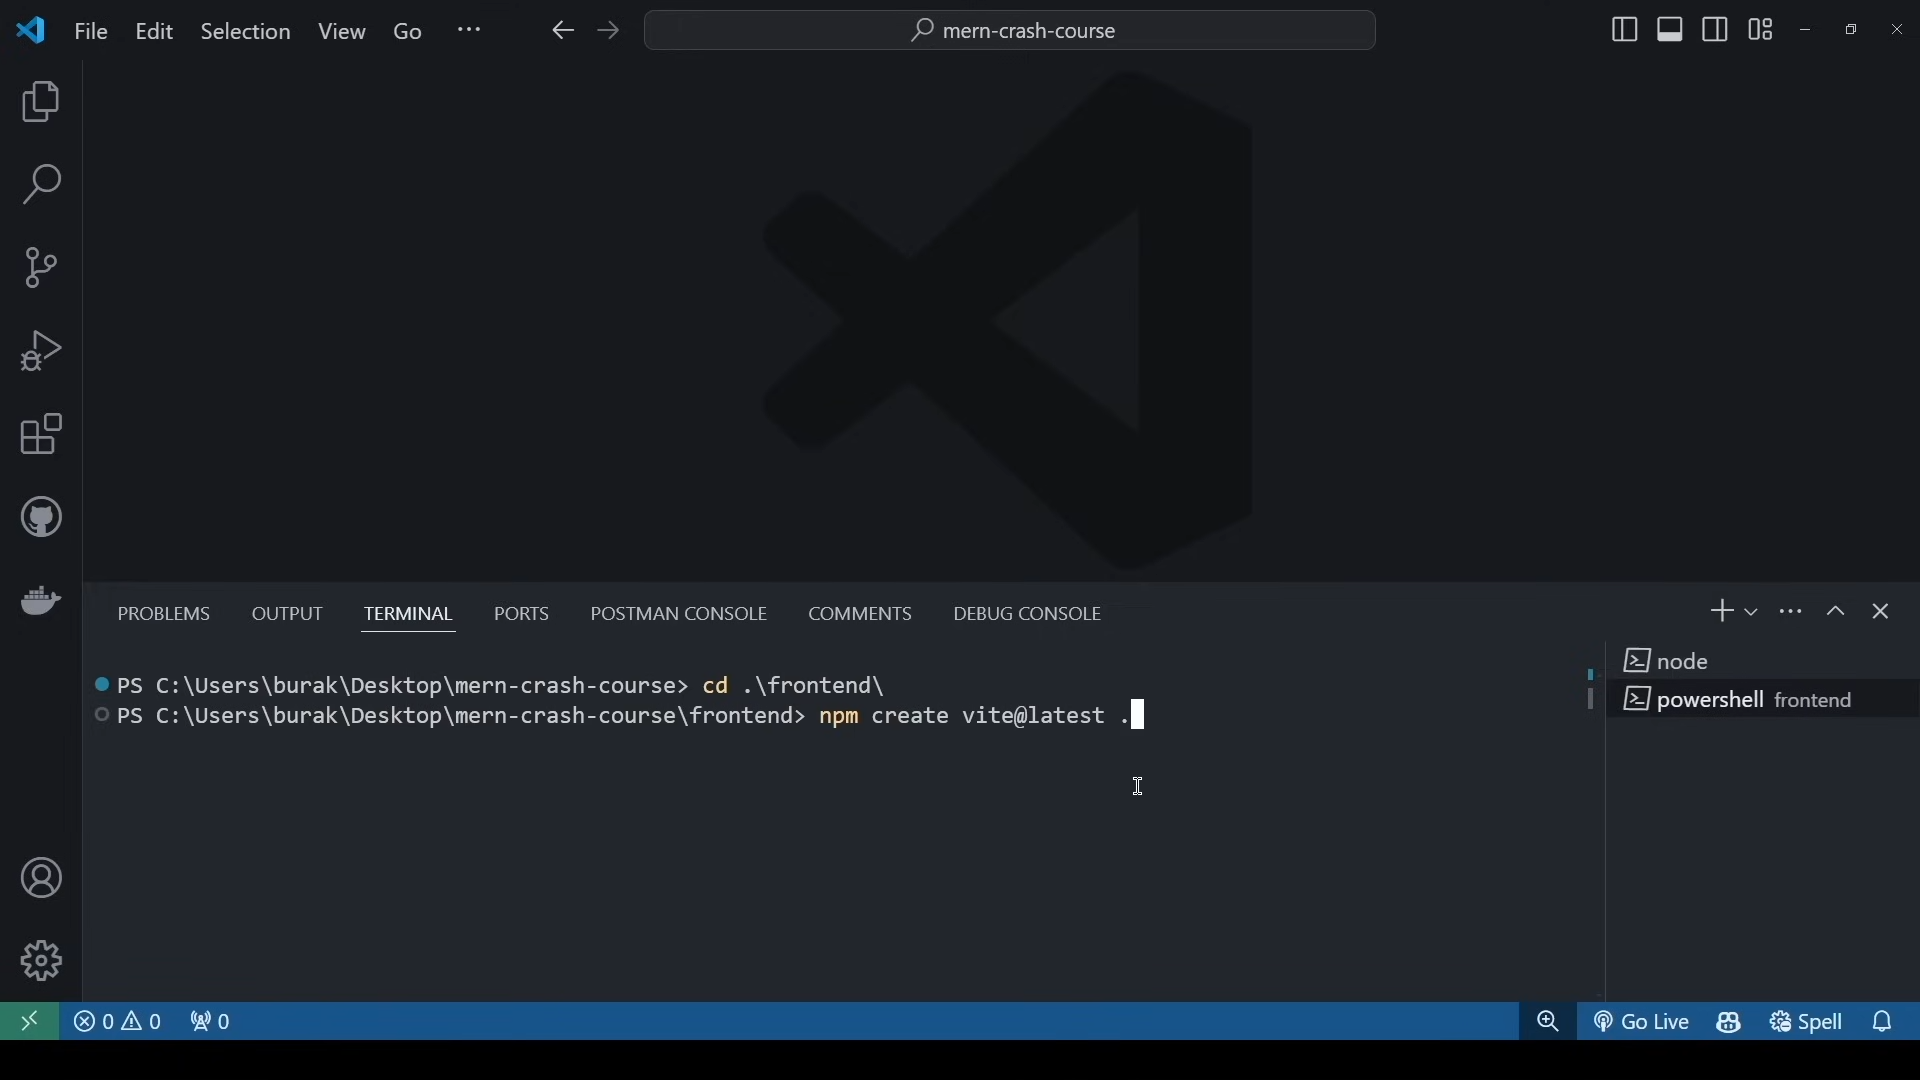 File Edit Selection View Go ···
mern-crash-course
PROBLEMS OUTPUT TERMINAL PORTS POSTMAN CONSOLE COMMENTS DEBUG CONSOLE
PS C:\Users\burak\Desktop\mern-crash-course> cd .\frontend\
PS C:\Users\burak\Desktop\mern-crash-course\frontend> npm create vite@latest .
node
powershell frontend
0 0 0
Go Live
Spell